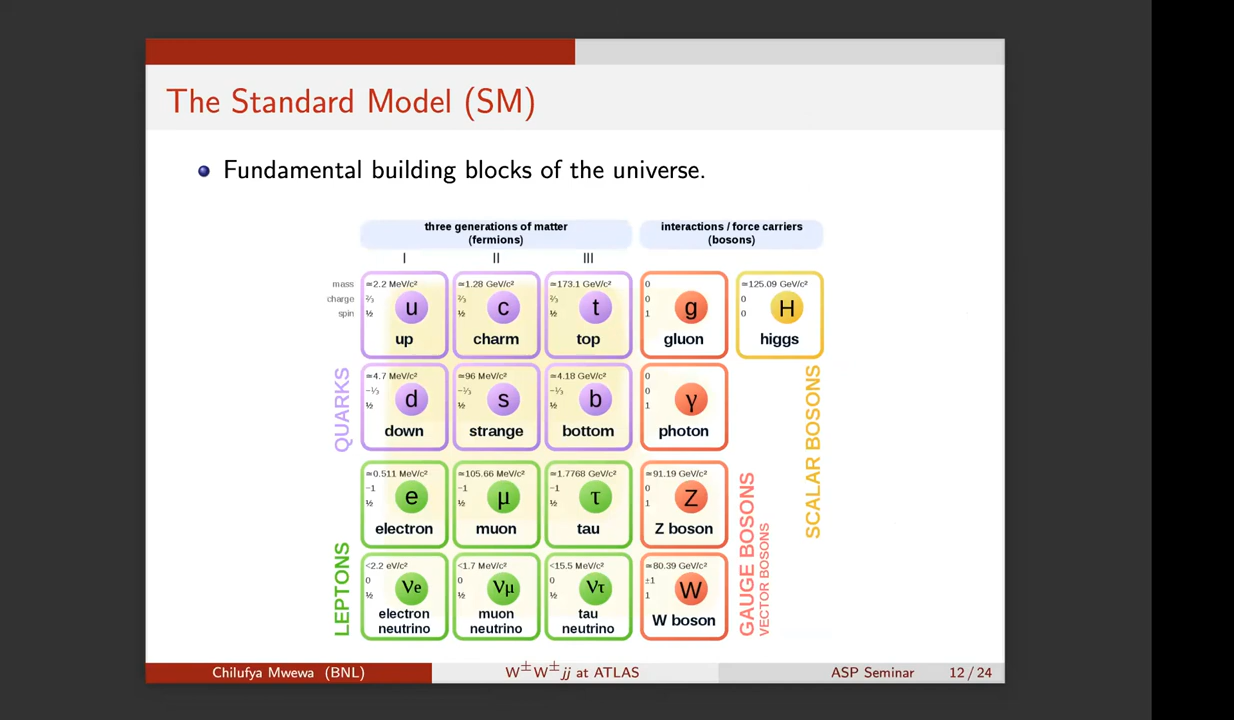 The Standard Model (SM)
Fundamental building blocks of the universe.
three generations of matter
(fermions)
interactions / force carriers
(bosons)
I II III
mass
charge
spin
≃2.2 MeV/c²
⅔
½
u
up
≃1.28 GeV/c²
⅔
½
c
charm
≃173.1 GeV/c²
⅔
½
t
top
0
0
1
g
gluon
≃125.09 GeV/c²
0
0
H
higgs
QUARKS
≃4.7 MeV/c²
−⅓
½
d
down
≃96 MeV/c²
−⅓
½
s
strange
≃4.18 GeV/c²
−⅓
½
b
bottom
0
0
1
γ
photon
SCALAR BOSONS
LEPTONS
≃0.511 MeV/c²
−1
½
e
electron
≃105.66 MeV/c²
−1
½
μ
muon
≃1.7768 GeV/c²
−1
½
τ
tau
≃91.19 GeV/c²
0
1
Z
Z boson
<2.2 eV/c²
0
½
νe
electron
neutrino
<1.7 MeV/c²
0
½
νμ
muon
neutrino
<15.5 MeV/c²
0
½
ντ
tau
neutrino
≃80.39 GeV/c²
±1
1
W
W boson
GAUGE BOSONS
VECTOR BOSONS
Chilufya Mwewa (BNL) W±W±jj at ATLAS ASP Seminar 12 / 24